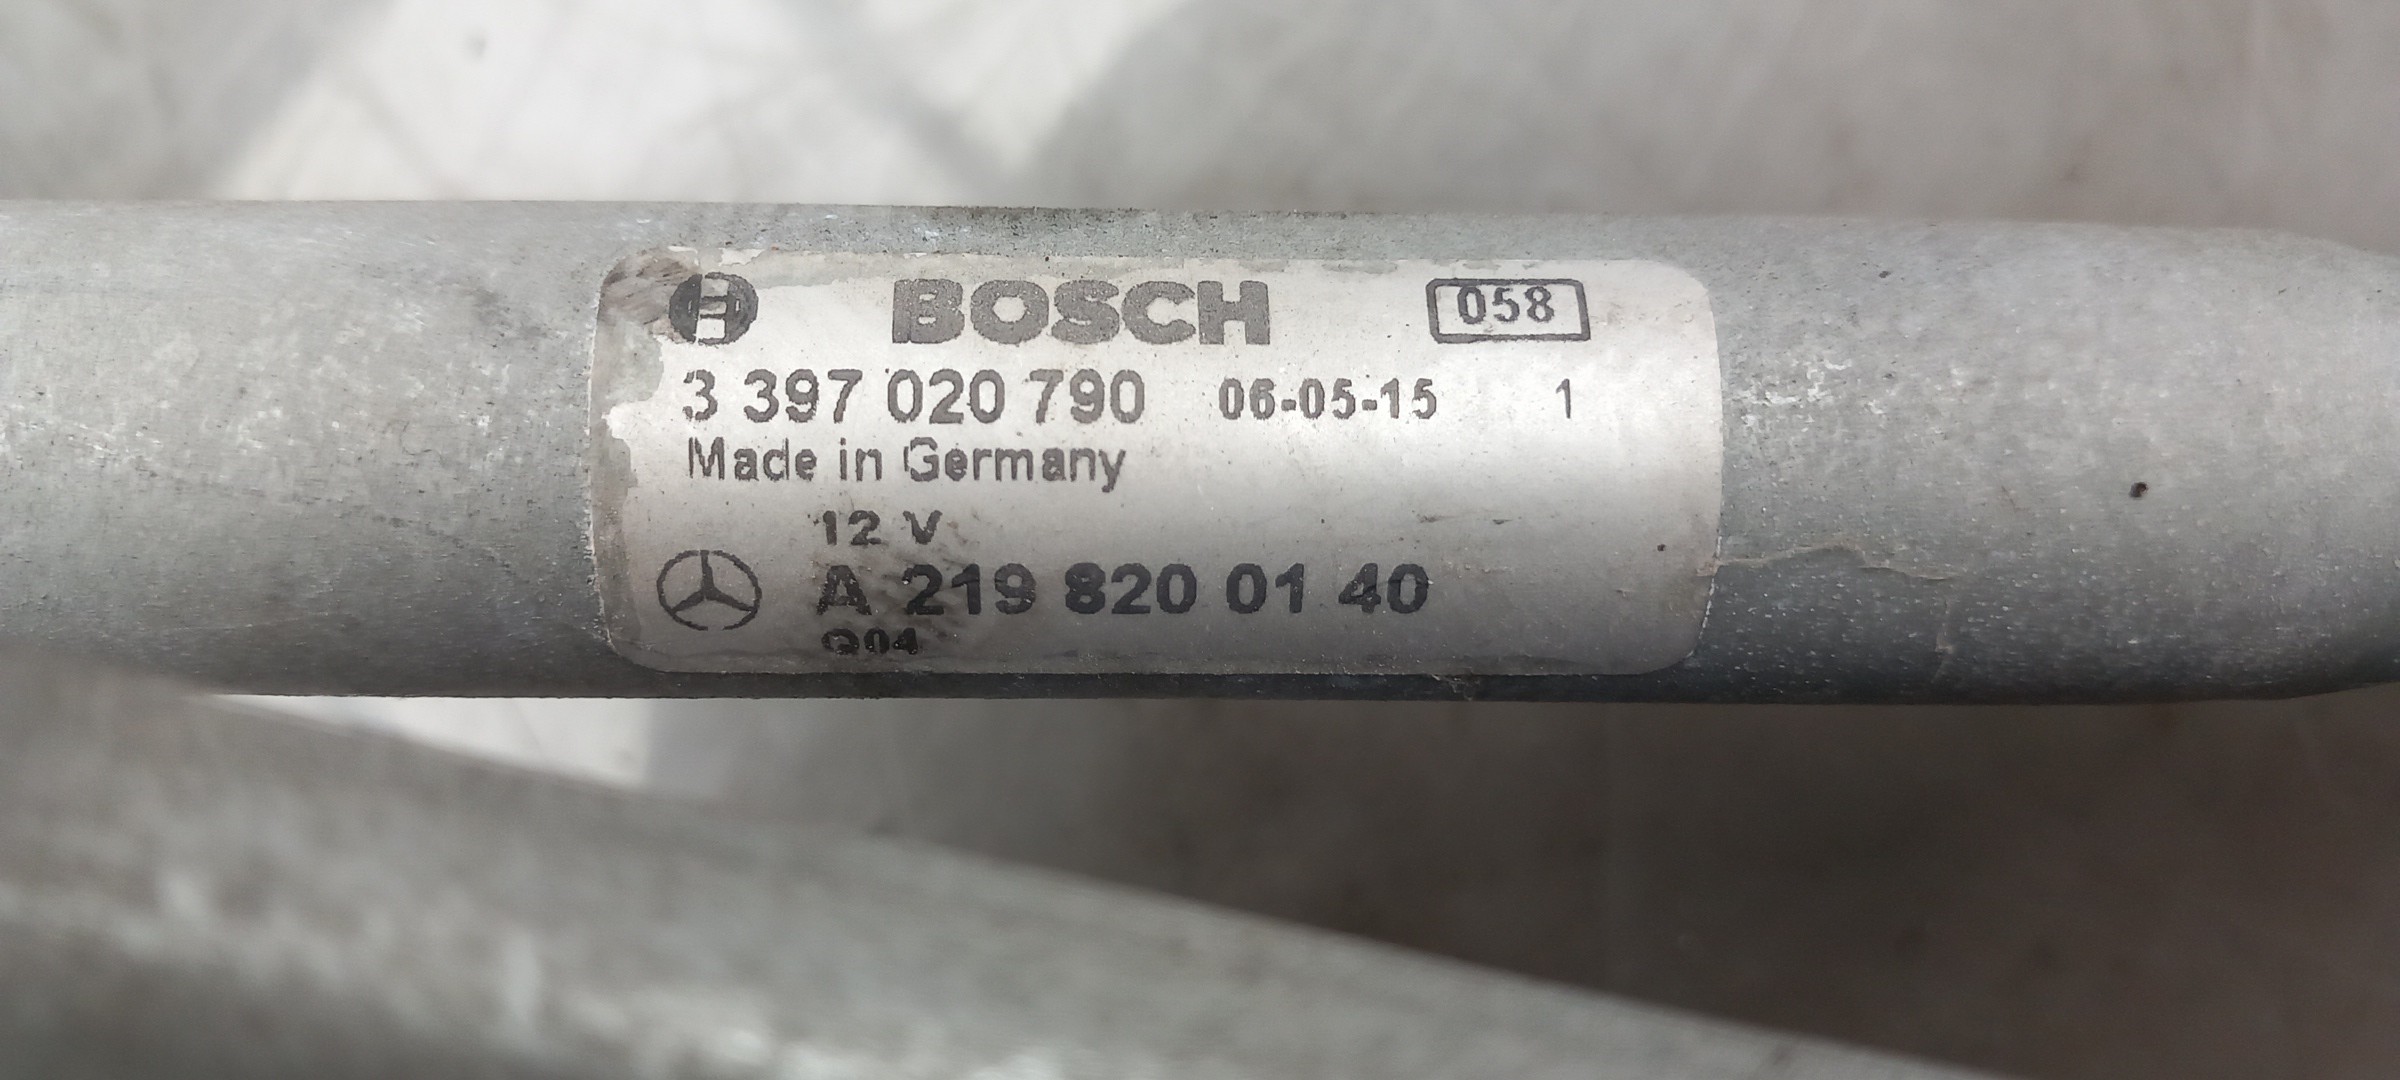 BOSCH 058
3 397 020 790 06-05-15 1
Made in Germany
12 V
A 219 820 01 40
Q04